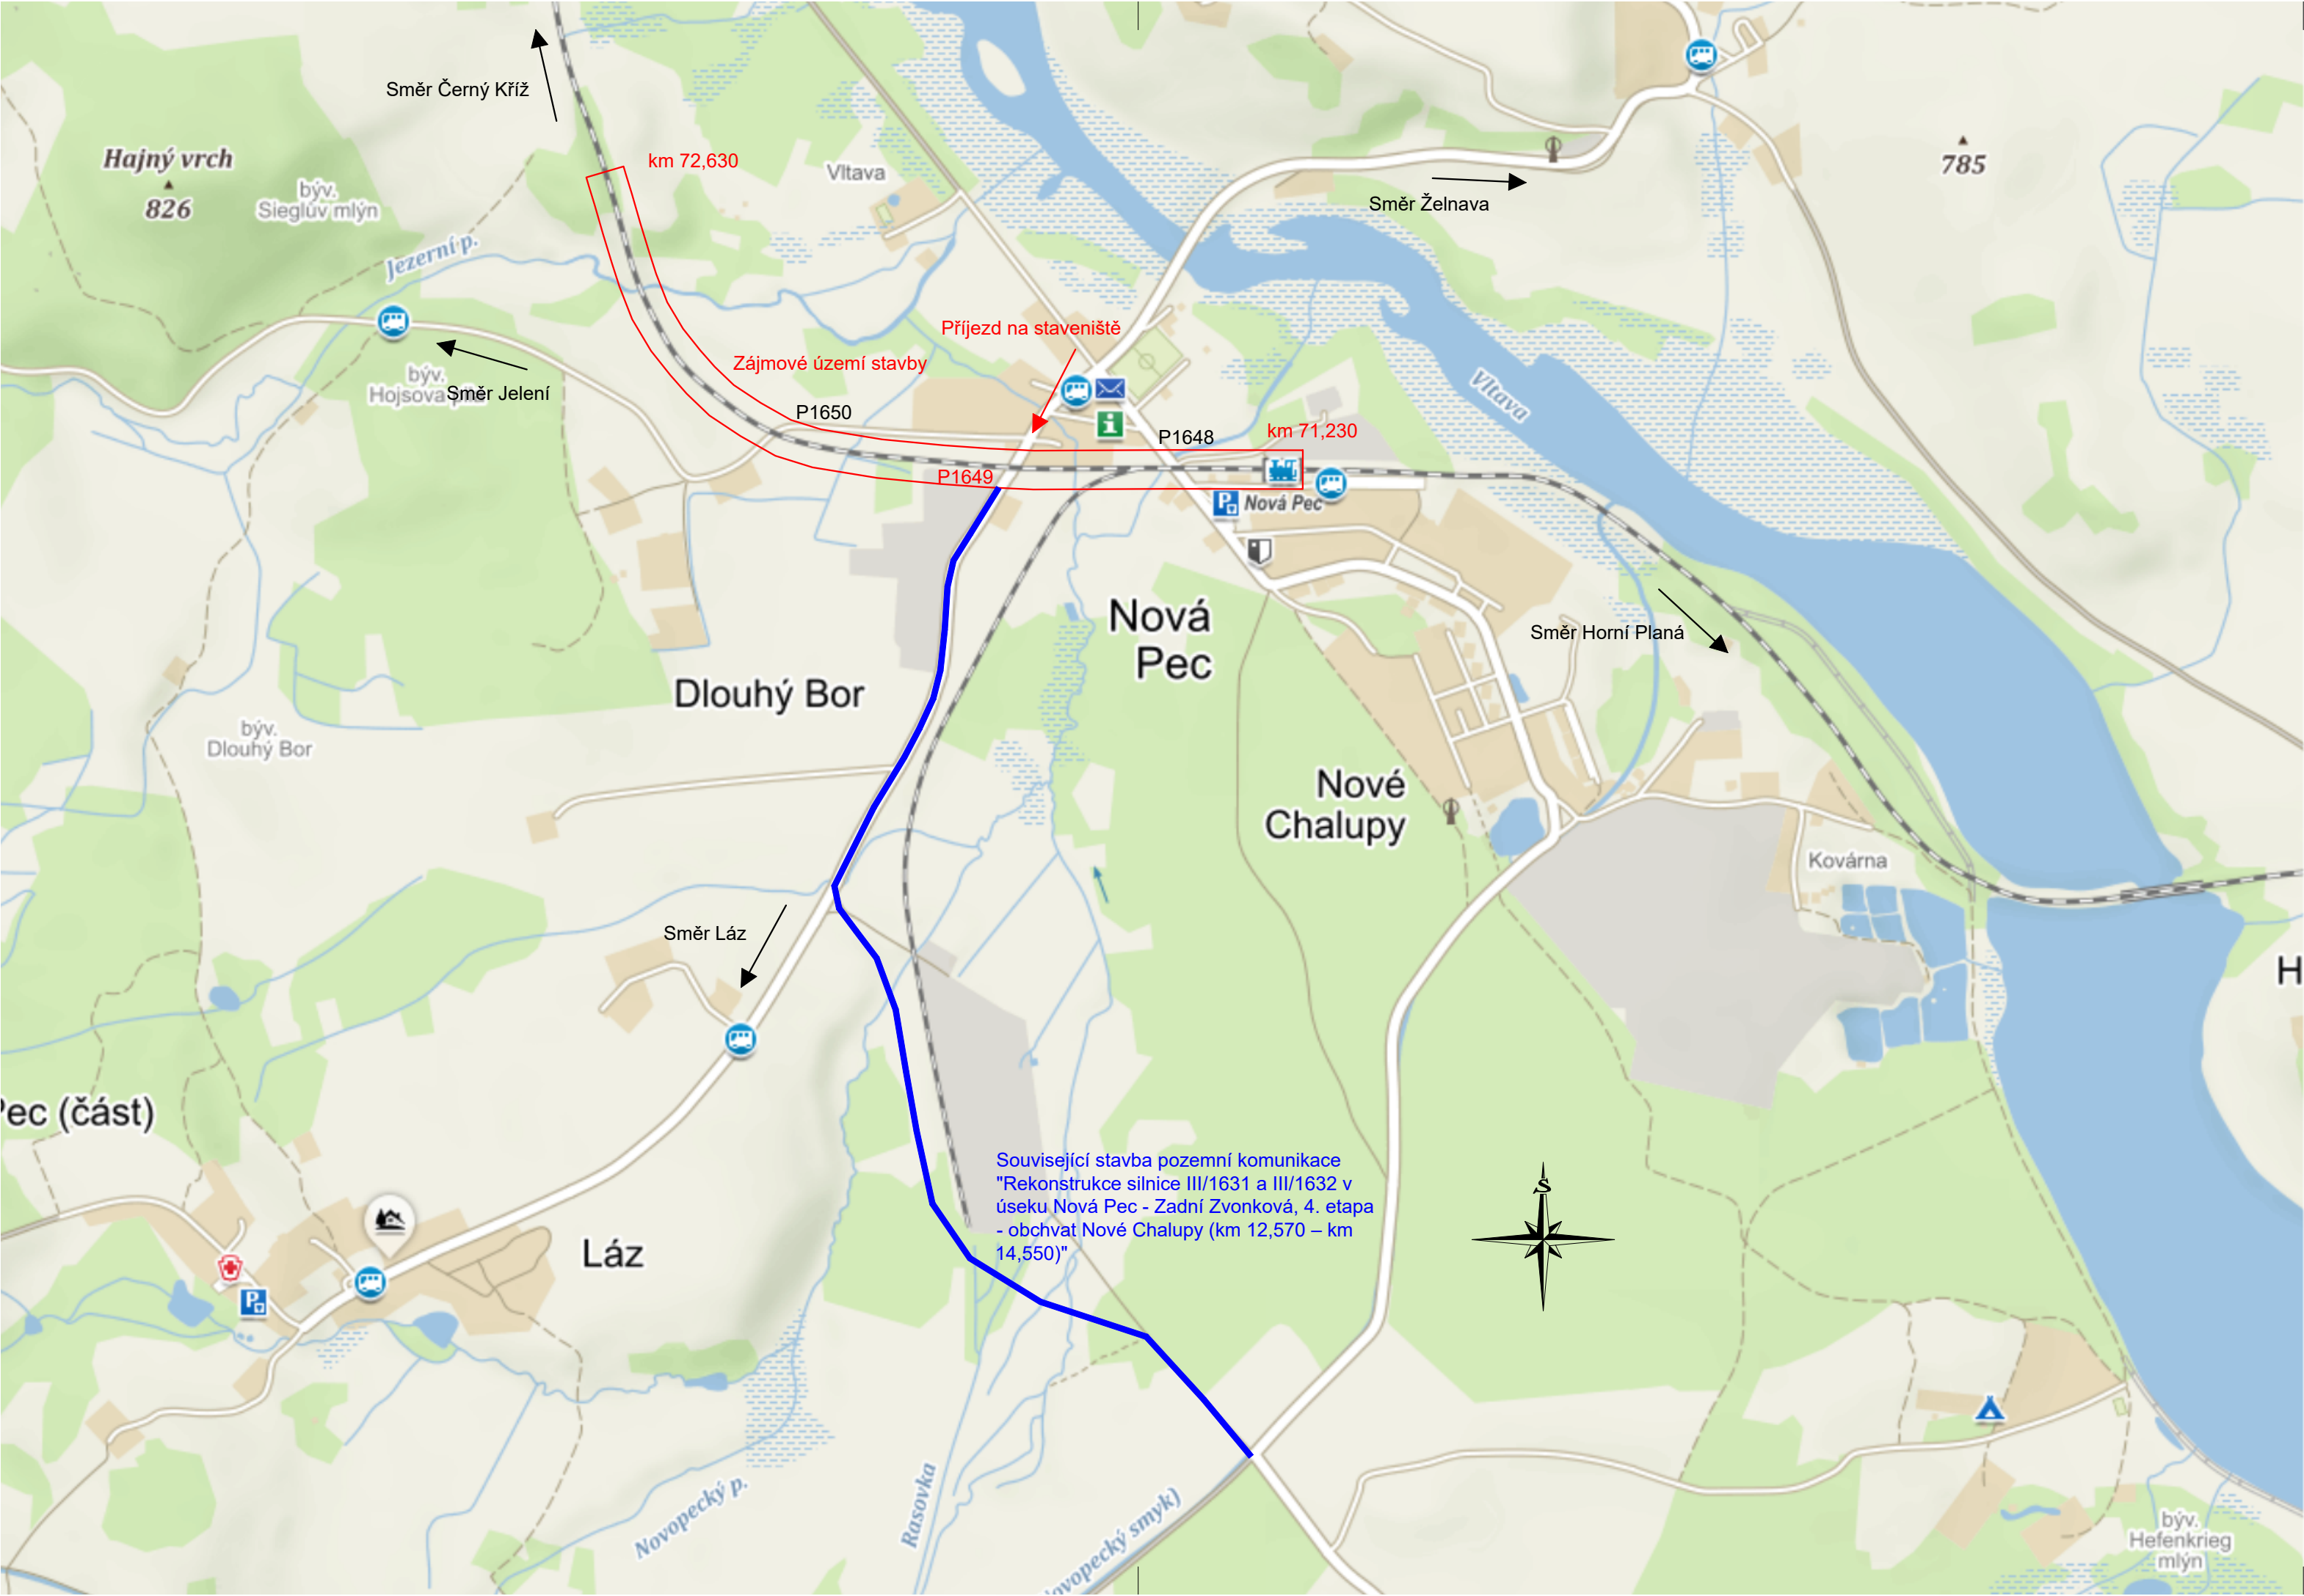 Směr Černý Kříž
Hajný vrch
826
býv.
Sieglův mlýn
km 72,630
Vltava
Směr Želnava
785
Jezerní p.
Příjezd na staveniště
Zájmové území stavby
býv.
Hojsova pila
Směr Jelení
P1650
P1648
km 71,230
Vltava
P1649
Nová Pec
Nová
Pec
Směr Horní Planá
Dlouhý Bor
býv.
Dlouhý Bor
Nové
Chalupy
Kovárna
Směr Láz
H
Pec (část)
Související stavba pozemní komunikace
"Rekonstrukce silnice III/1631 a III/1632 v
úseku Nová Pec - Zadní Zvonková, 4. etapa
- obchvat Nové Chalupy (km 12,570 – km
14,550)"
S
Láz
P
Novopecký p.
Rasovka
Novopecký smyk)
býv.
Hefenkrieg
mlýn